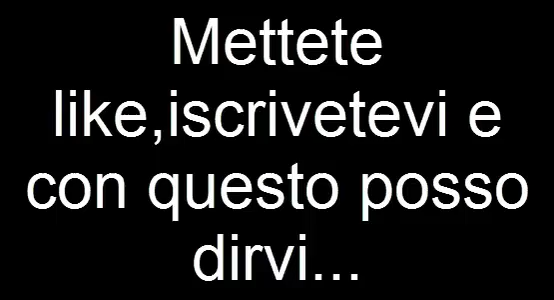 Mettete
like,iscrivetevi e
con questo posso
dirvi...